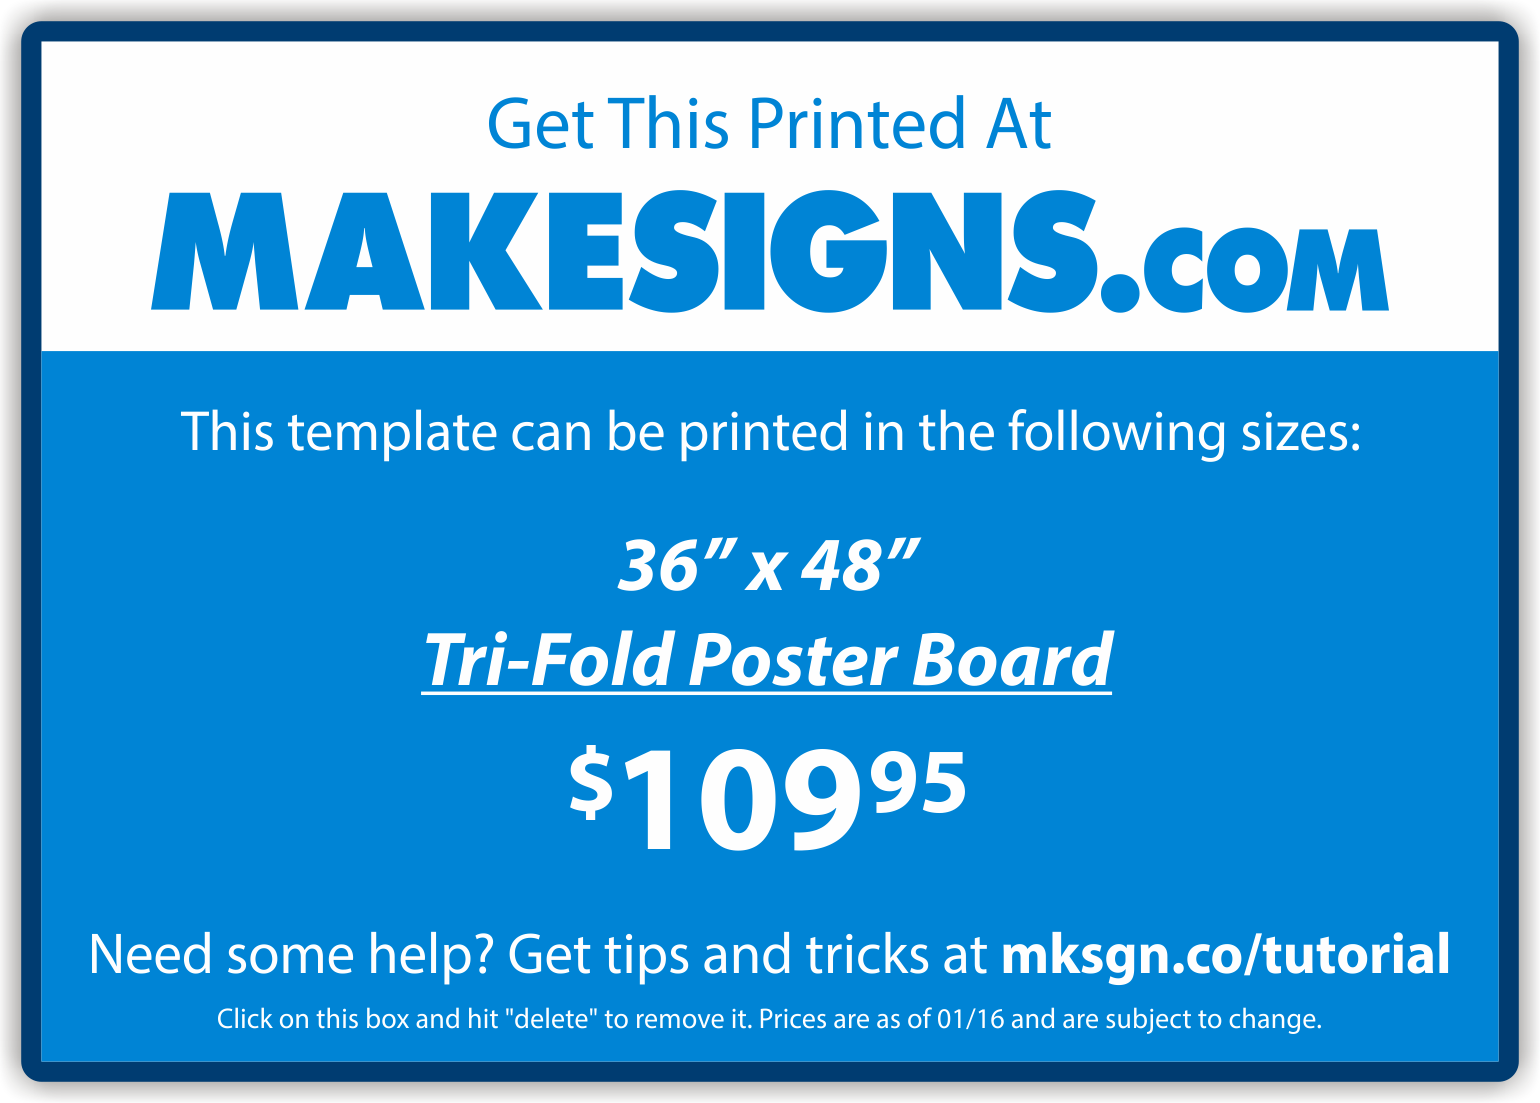 Get This Printed At
MAKESIGNS.COM
This template can be printed in the following sizes:
36” x 48”
Tri-Fold Poster Board
$10995
Need some help? Get tips and tricks at mksgn.co/tutorial
Click on this box and hit "delete" to remove it. Prices are as of 01/16 and are subject to change.